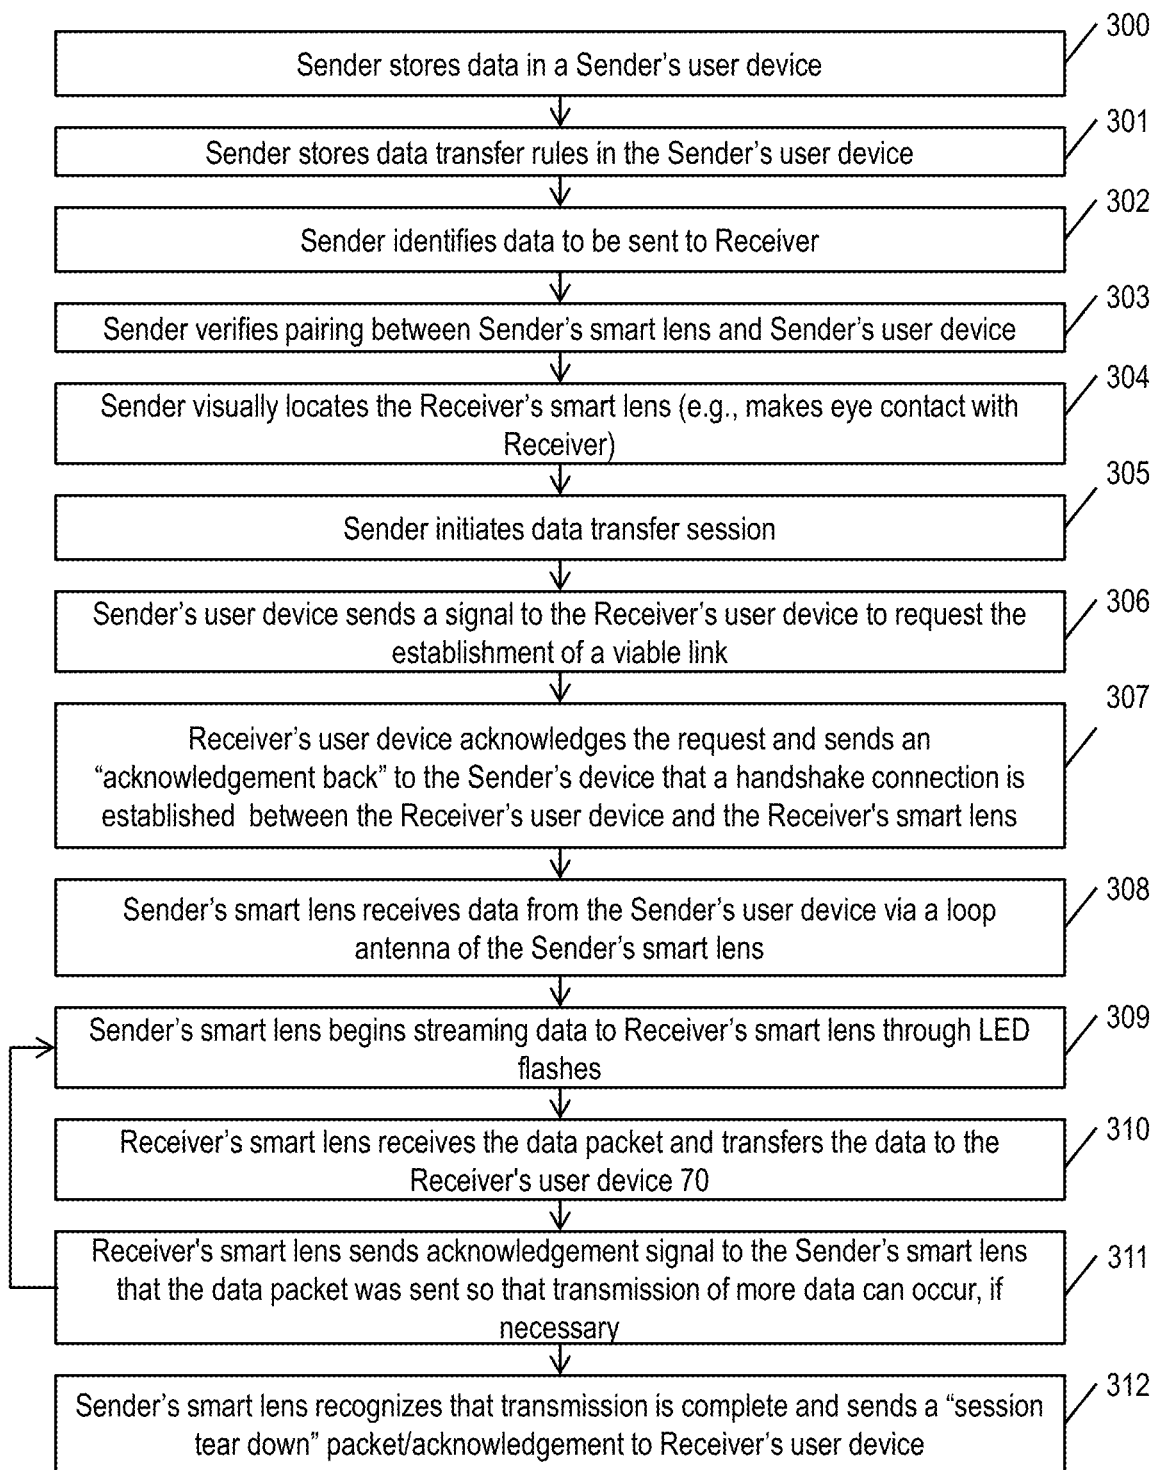 300
Sender stores data in a Sender's user device
301
Sender stores data transfer rules in the Sender's user device
302
Sender identifies data to be sent to Receiver
303
Sender verifies pairing between Sender's smart lens and Sender's user device
304
Sender visually locates the Receiver's smart lens (e.g., makes eye contact with
Receiver)
305
Sender initiates data transfer session
306
Sender's user device sends a signal to the Receiver's user device to request the
establishment of a viable link
307
Receiver's user device acknowledges the request and sends an
“acknowledgement back” to the Sender's device that a handshake connection is
established between the Receiver's user device and the Receiver's smart lens
308
Sender's smart lens receives data from the Sender's user device via a loop
antenna of the Sender's smart lens
309
Sender's smart lens begins streaming data to Receiver's smart lens through LED
flashes
310
Receiver's smart lens receives the data packet and transfers the data to the
Receiver's user device 70
311
Receiver's smart lens sends acknowledgement signal to the Sender's smart lens
that the data packet was sent so that transmission of more data can occur, if
necessary
312
Sender's smart lens recognizes that transmission is complete and sends a “session
tear down” packet/acknowledgement to Receiver's user device